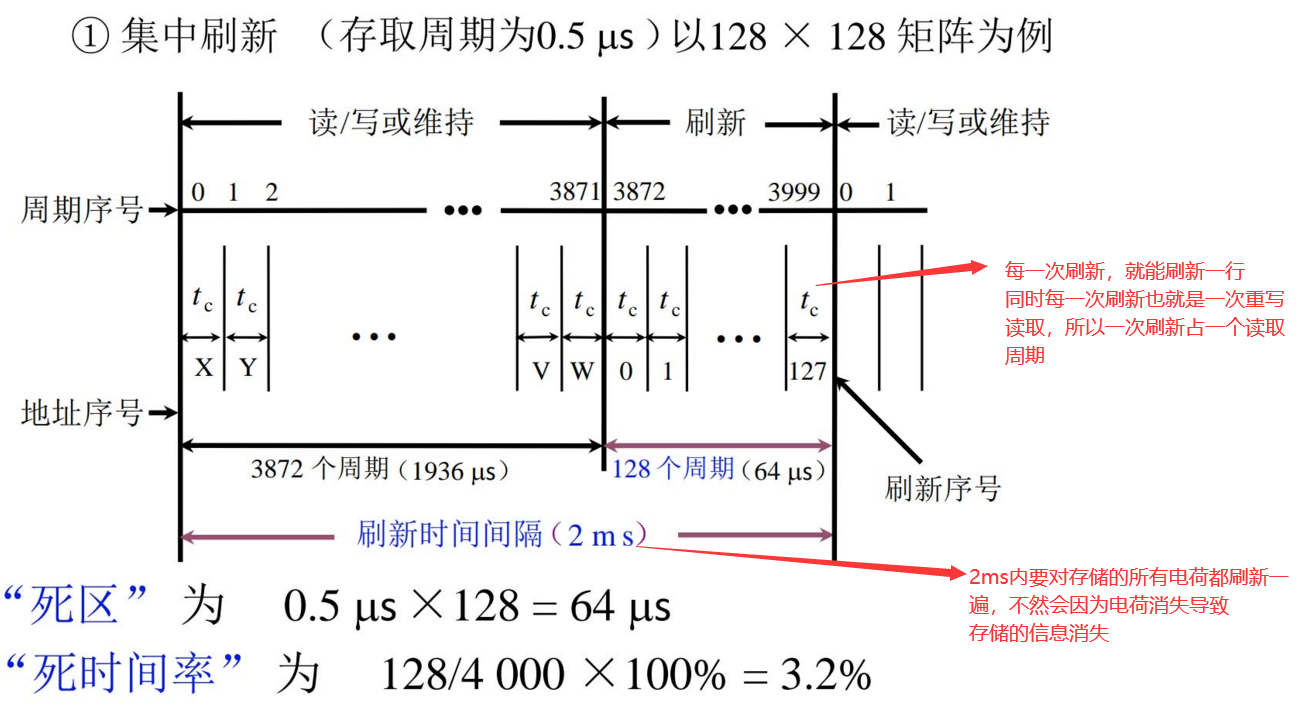 ① 集中刷新 （存取周期为0.5 μs ）以128 × 128 矩阵为例
读/写或维持 刷新 读/写或维持
周期序号 0 1 2 ••• 3871 3872 ••• 3999 0 1
tc tc ••• tc tc tc tc ••• tc
X Y V W 0 1 127
地址序号
每一次刷新，就能刷新一行
同时每一次刷新也就是一次重写
读取，所以一次刷新占一个读取
周期
3872 个周期（1936 μs） 128 个周期（64 μs）
刷新序号
刷新时间间隔（2 m s）
2ms内要对存储的所有电荷都刷新一
遍，不然会因为电荷消失导致
存储的信息消失
“死区” 为 0.5 μs ×128 = 64 μs
“死时间率” 为 128/4 000 ×100% = 3.2%